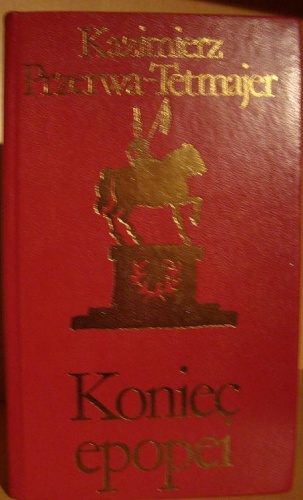 Kazimierz
Przerwa-Tetmajer
Koniec
epopei